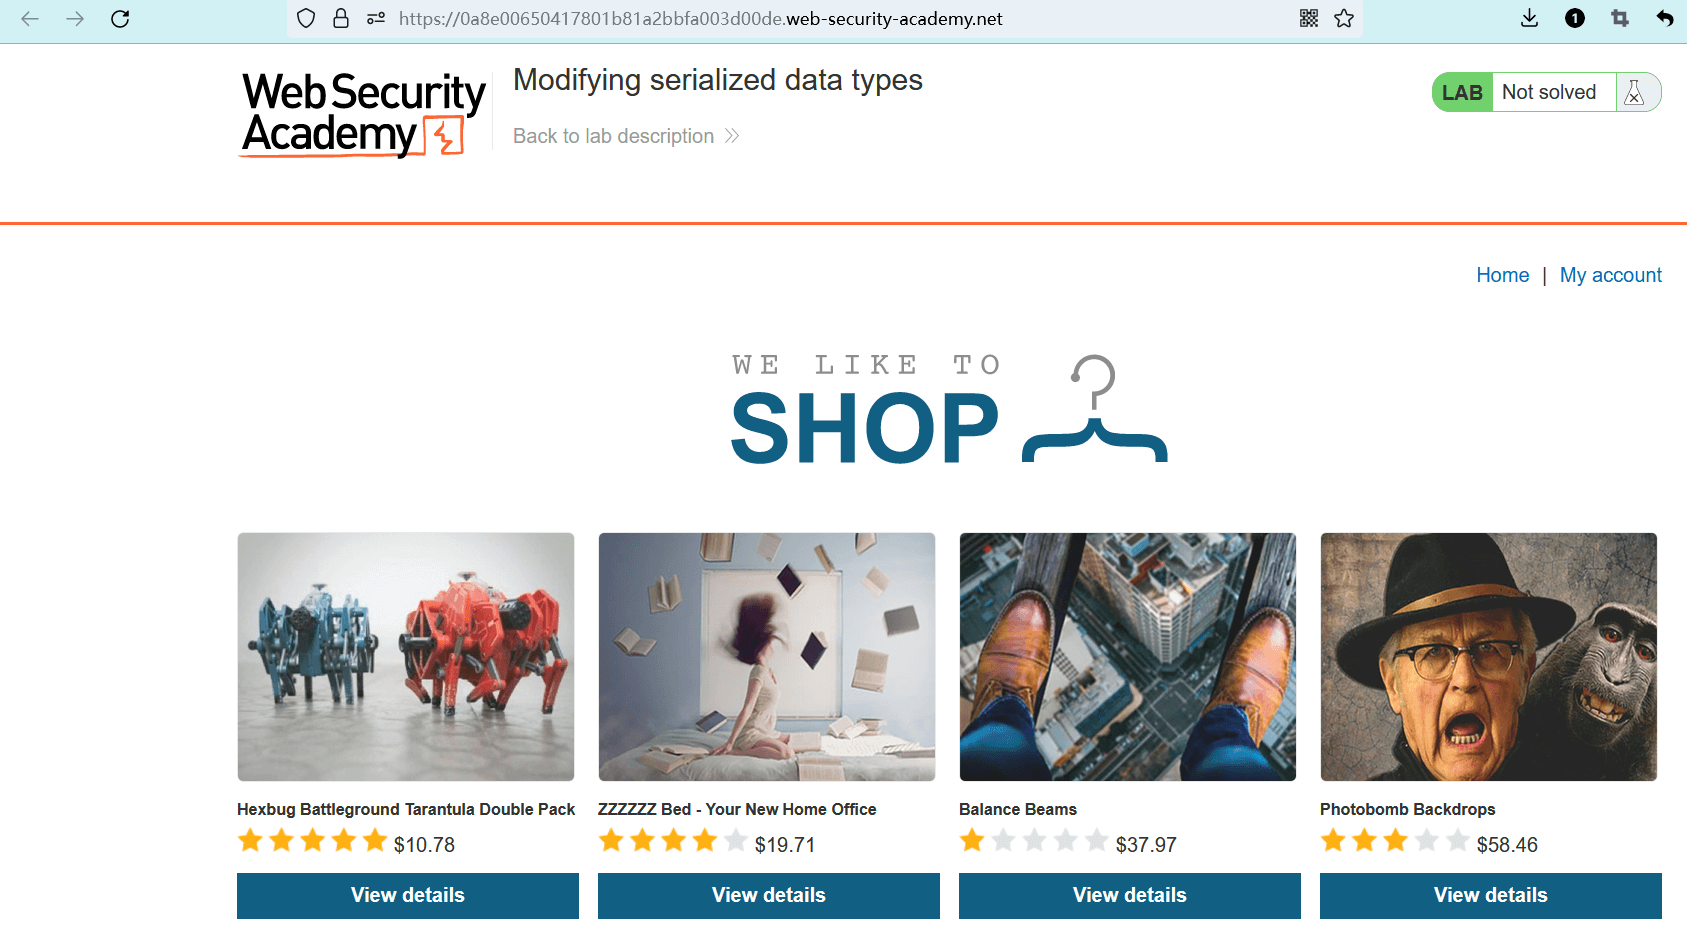 https://0a8e00650417801b81a2bbfa003d00de.web-security-academy.net
1
Web Security
Academy
Modifying serialized data types
Back to lab description
LAB Not solved
Home | My account
WE LIKE TO
SHOP
Hexbug Battleground Tarantula Double Pack
$10.78
View details
ZZZZZZ Bed - Your New Home Office
$19.71
View details
Balance Beams
$37.97
View details
Photobomb Backdrops
$58.46
View details